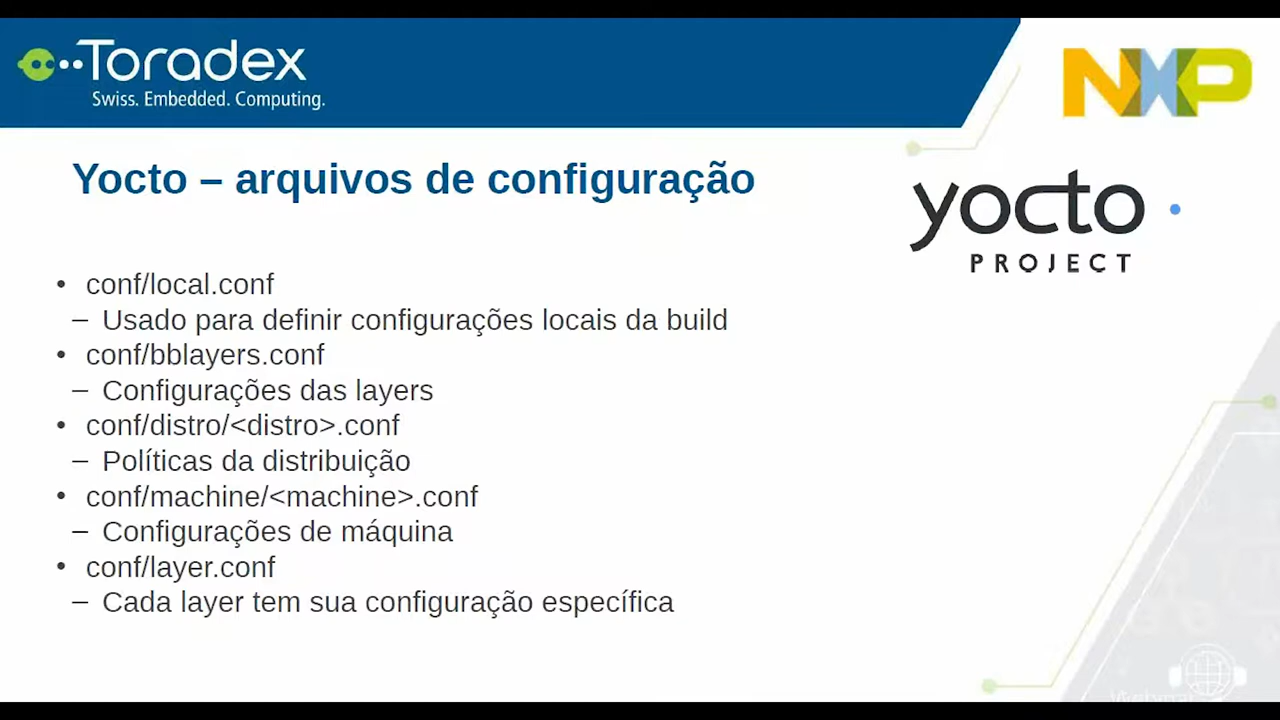 Toradex
Swiss. Embedded. Computing.
NXP
Yocto – arquivos de configuração
yocto
PROJECT
• conf/local.conf
– Usado para definir configurações locais da build
• conf/bblayers.conf
– Configurações das layers
• conf/distro/<distro>.conf
– Políticas da distribuição
• conf/machine/<machine>.conf
– Configurações de máquina
• conf/layer.conf
– Cada layer tem sua configuração específica